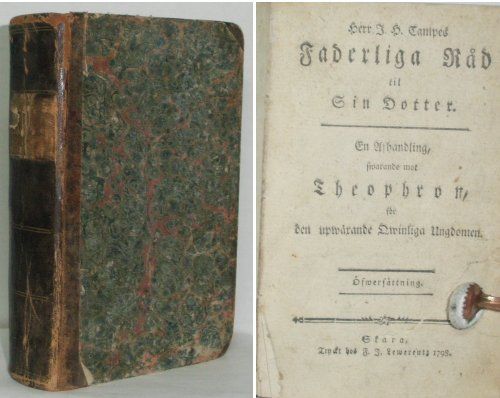 Herr J. H. Campes
Faderliga Råd
til
Sin Dotter.
En Afhandling,
swarande mot
Theophron,
för
den upwäxande Qwinliga Ungdomen.
Öfwersättning.
Skara,
Tryckt hos F. J. Lewerentz 1798.